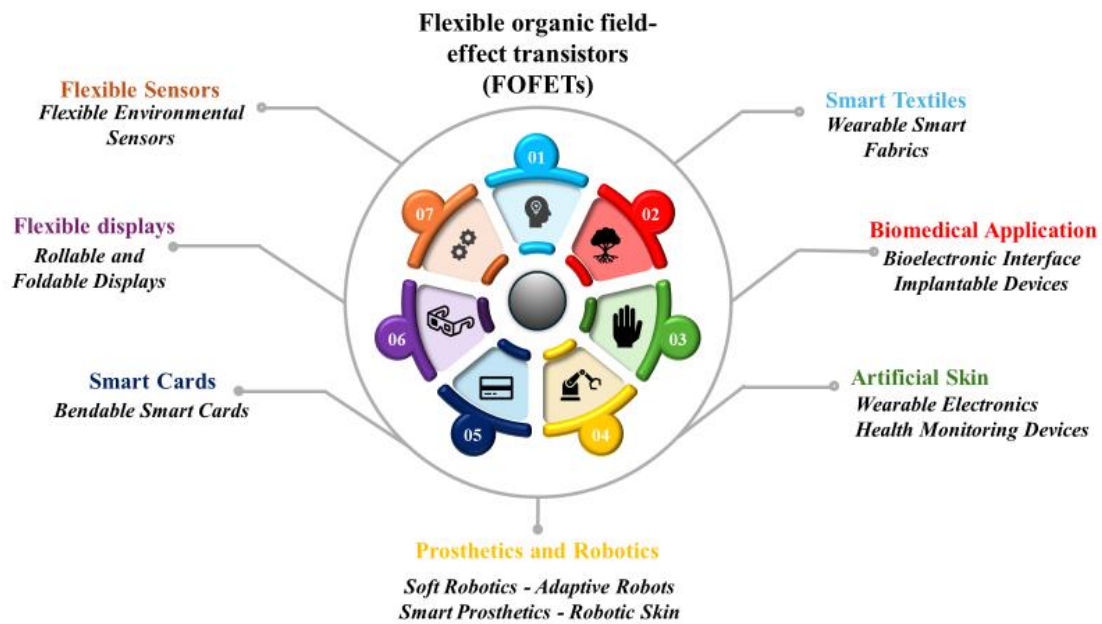 Flexible organic field-
effect transistors
(FOFETs)
Flexible Sensors
Flexible Environmental
Sensors
Smart Textiles
Wearable Smart
Fabrics
01
02
03
04
05
06
07
Flexible displays
Rollable and
Foldable Displays
Biomedical Application
Bioelectronic Interface
Implantable Devices
Smart Cards
Bendable Smart Cards
Artificial Skin
Wearable Electronics
Health Monitoring Devices
Prosthetics and Robotics
Soft Robotics - Adaptive Robots
Smart Prosthetics - Robotic Skin